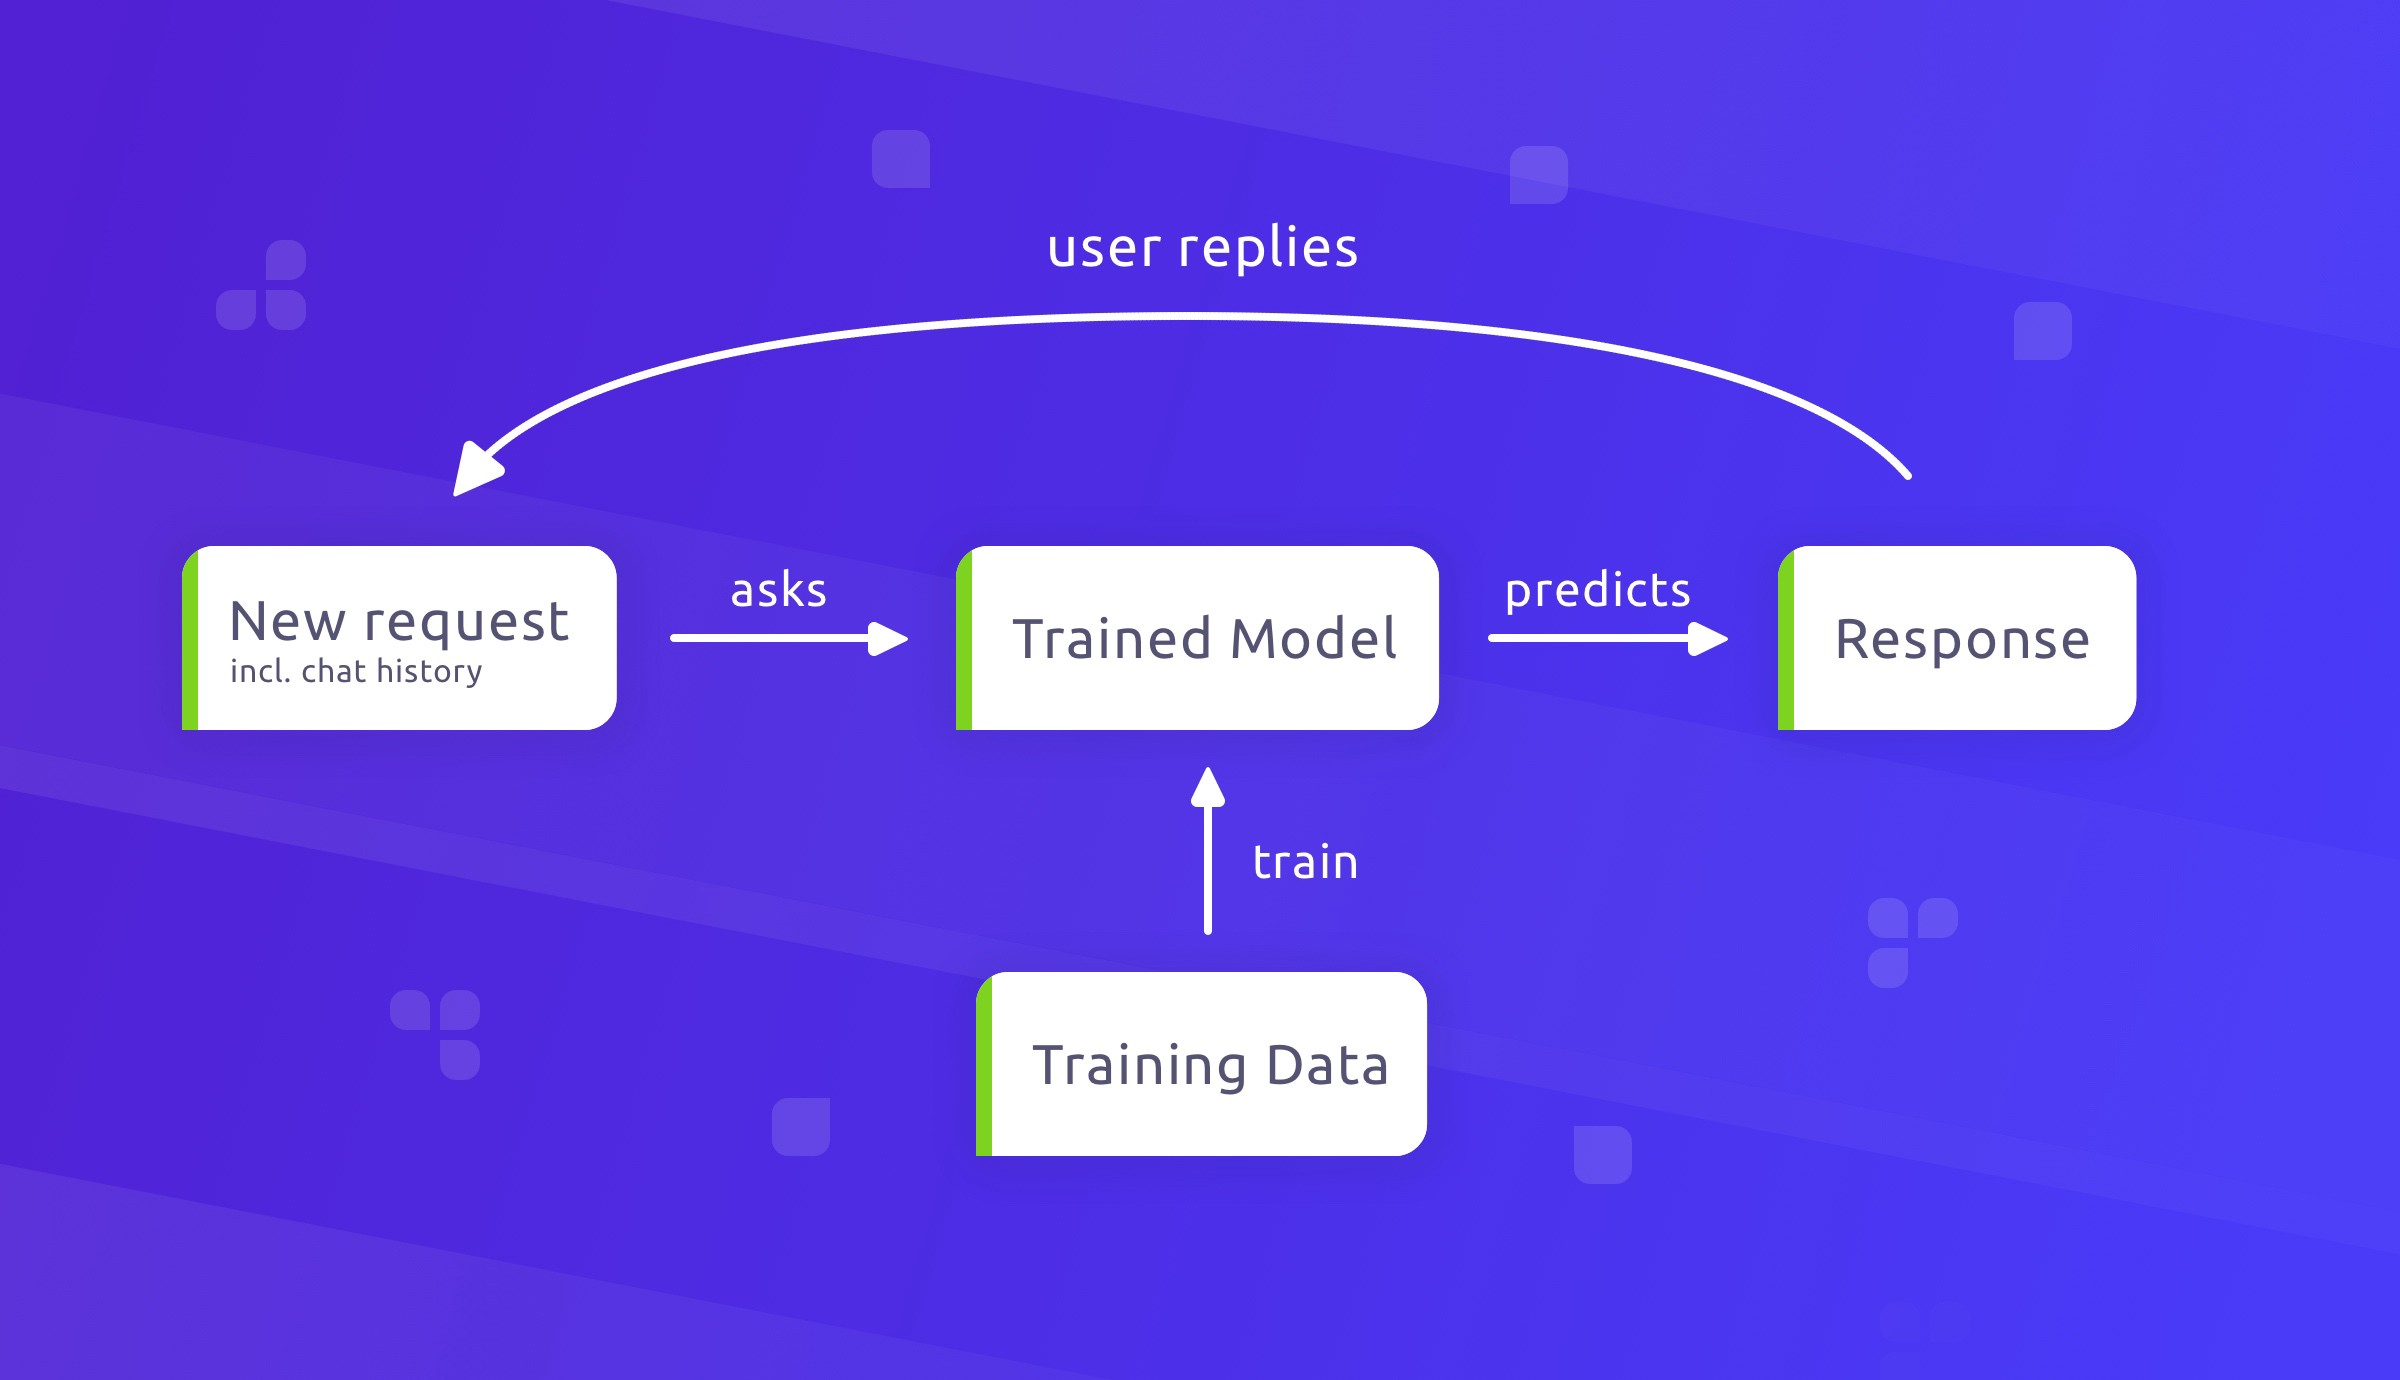 user replies
New request
incl. chat history
asks
Trained Model
predicts
Response
train
Training Data